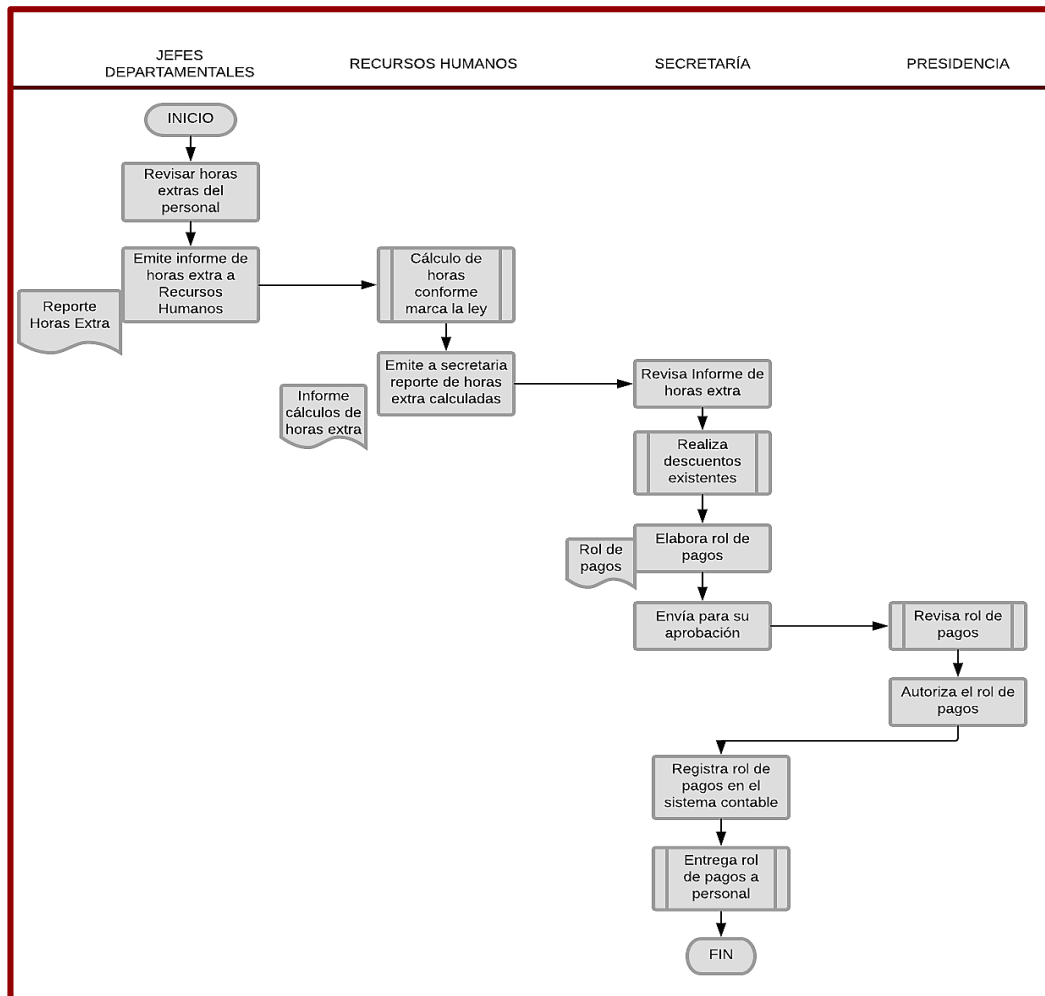 JEFES
DEPARTAMENTALES
RECURSOS HUMANOS
SECRETARÍA
PRESIDENCIA
INICIO
Revisar horas
extras del
personal
Emite informe de
horas extra a
Recursos
Humanos
Reporte
Horas Extra
Cálculo de
horas
conforme
marca la ley
Emite a secretaria
reporte de horas
extra calculadas
Informe
cálculos de
horas extra
Revisa Informe de
horas extra
Realiza
descuentos
existentes
Elabora rol de
pagos
Rol de
pagos
Envía para su
aprobación
Revisa rol de
pagos
Autoriza el rol de
pagos
Registra rol de
pagos en el
sistema contable
Entrega rol
de pagos a
personal
FIN